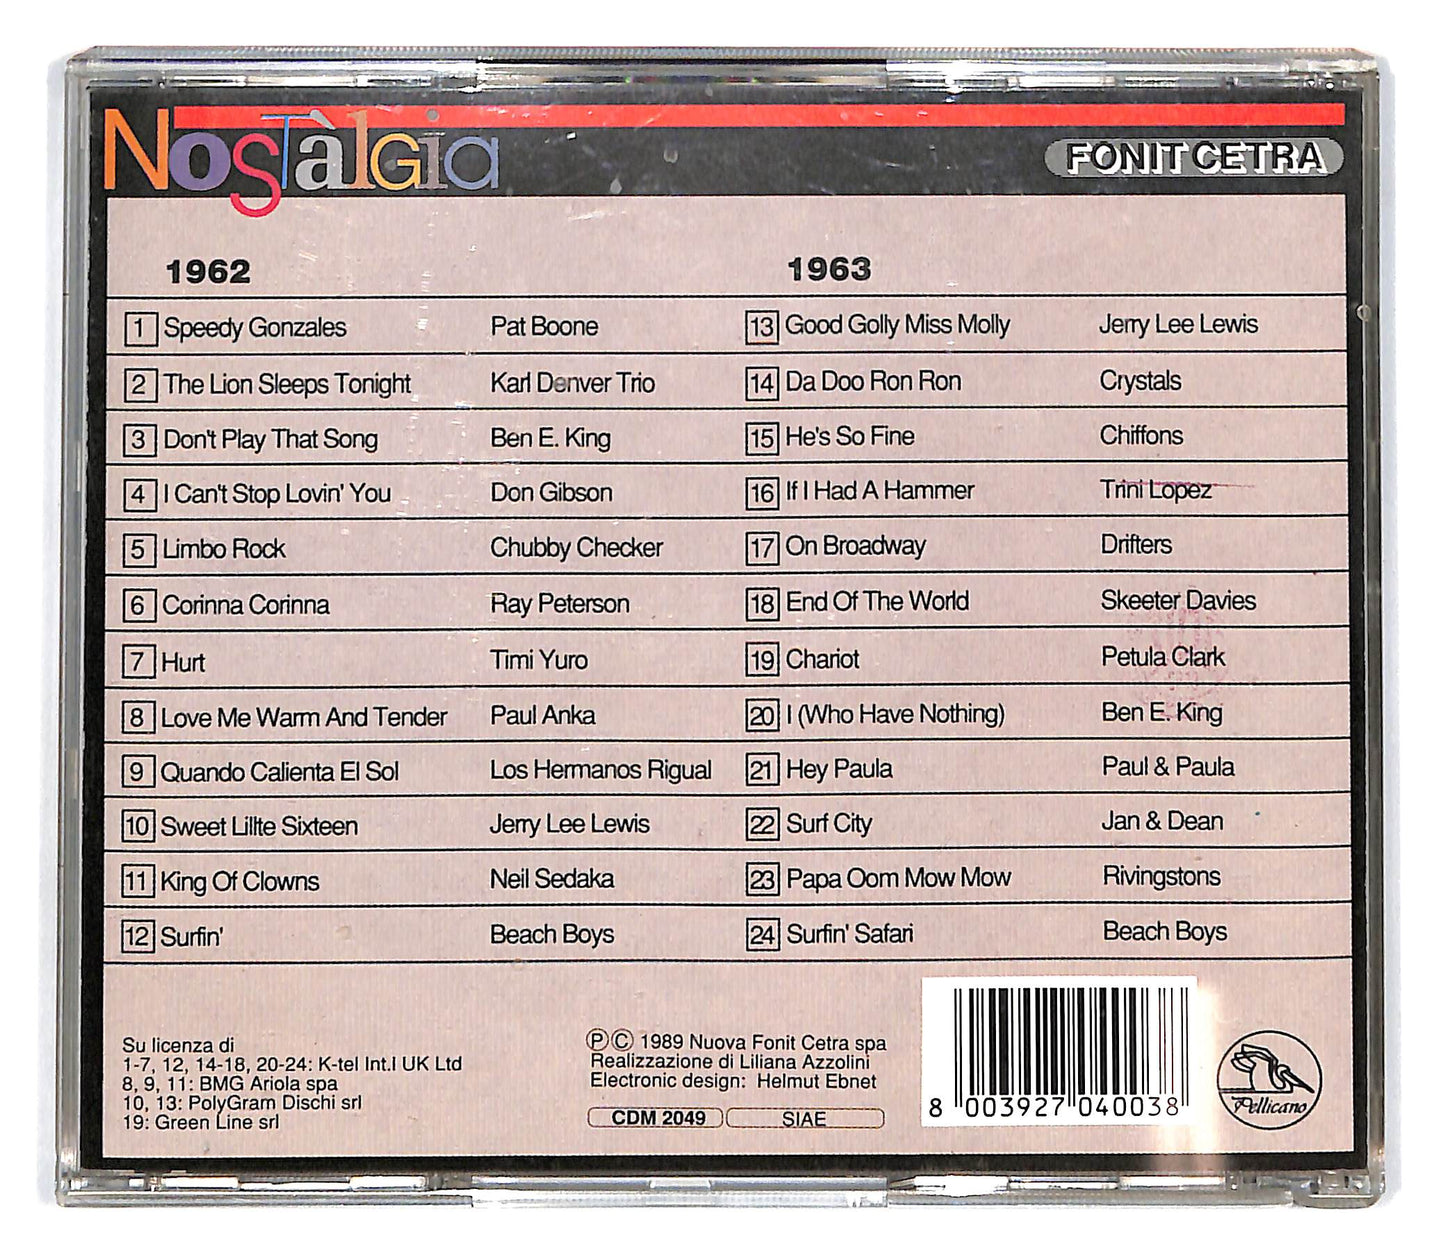 Nostàlgia
FONIT CETRA
1962
1 Speedy Gonzales Pat Boone
2 The Lion Sleeps Tonight Karl Denver Trio
3 Don't Play That Song Ben E. King
4 I Can't Stop Lovin' You Don Gibson
5 Limbo Rock Chubby Checker
6 Corinna Corinna Ray Peterson
7 Hurt Timi Yuro
8 Love Me Warm And Tender Paul Anka
9 Quando Calienta El Sol Los Hermanos Rigual
10 Sweet Lillte Sixteen Jerry Lee Lewis
11 King Of Clowns Neil Sedaka
12 Surfin' Beach Boys
1963
13 Good Golly Miss Molly Jerry Lee Lewis
14 Da Doo Ron Ron Crystals
15 He's So Fine Chiffons
16 If I Had A Hammer Trini Lopez
17 On Broadway Drifters
18 End Of The World Skeeter Davies
19 Chariot Petula Clark
20 I (Who Have Nothing) Ben E. King
21 Hey Paula Paul & Paula
22 Surf City Jan & Dean
23 Papa Oom Mow Mow Rivingstons
24 Surfin' Safari Beach Boys
Su licenza di
1-7, 12, 14-18, 20-24: K-tel Int.l UK Ltd
8, 9, 11: BMG Ariola spa
10, 13: PolyGram Dischi srl
19: Green Line srl
Ⓟ© 1989 Nuova Fonit Cetra spa
Realizzazione di Liliana Azzolini
Electronic design: Helmut Ebnet
CDM 2049 SIAE
8 003927 040038
Pellicano